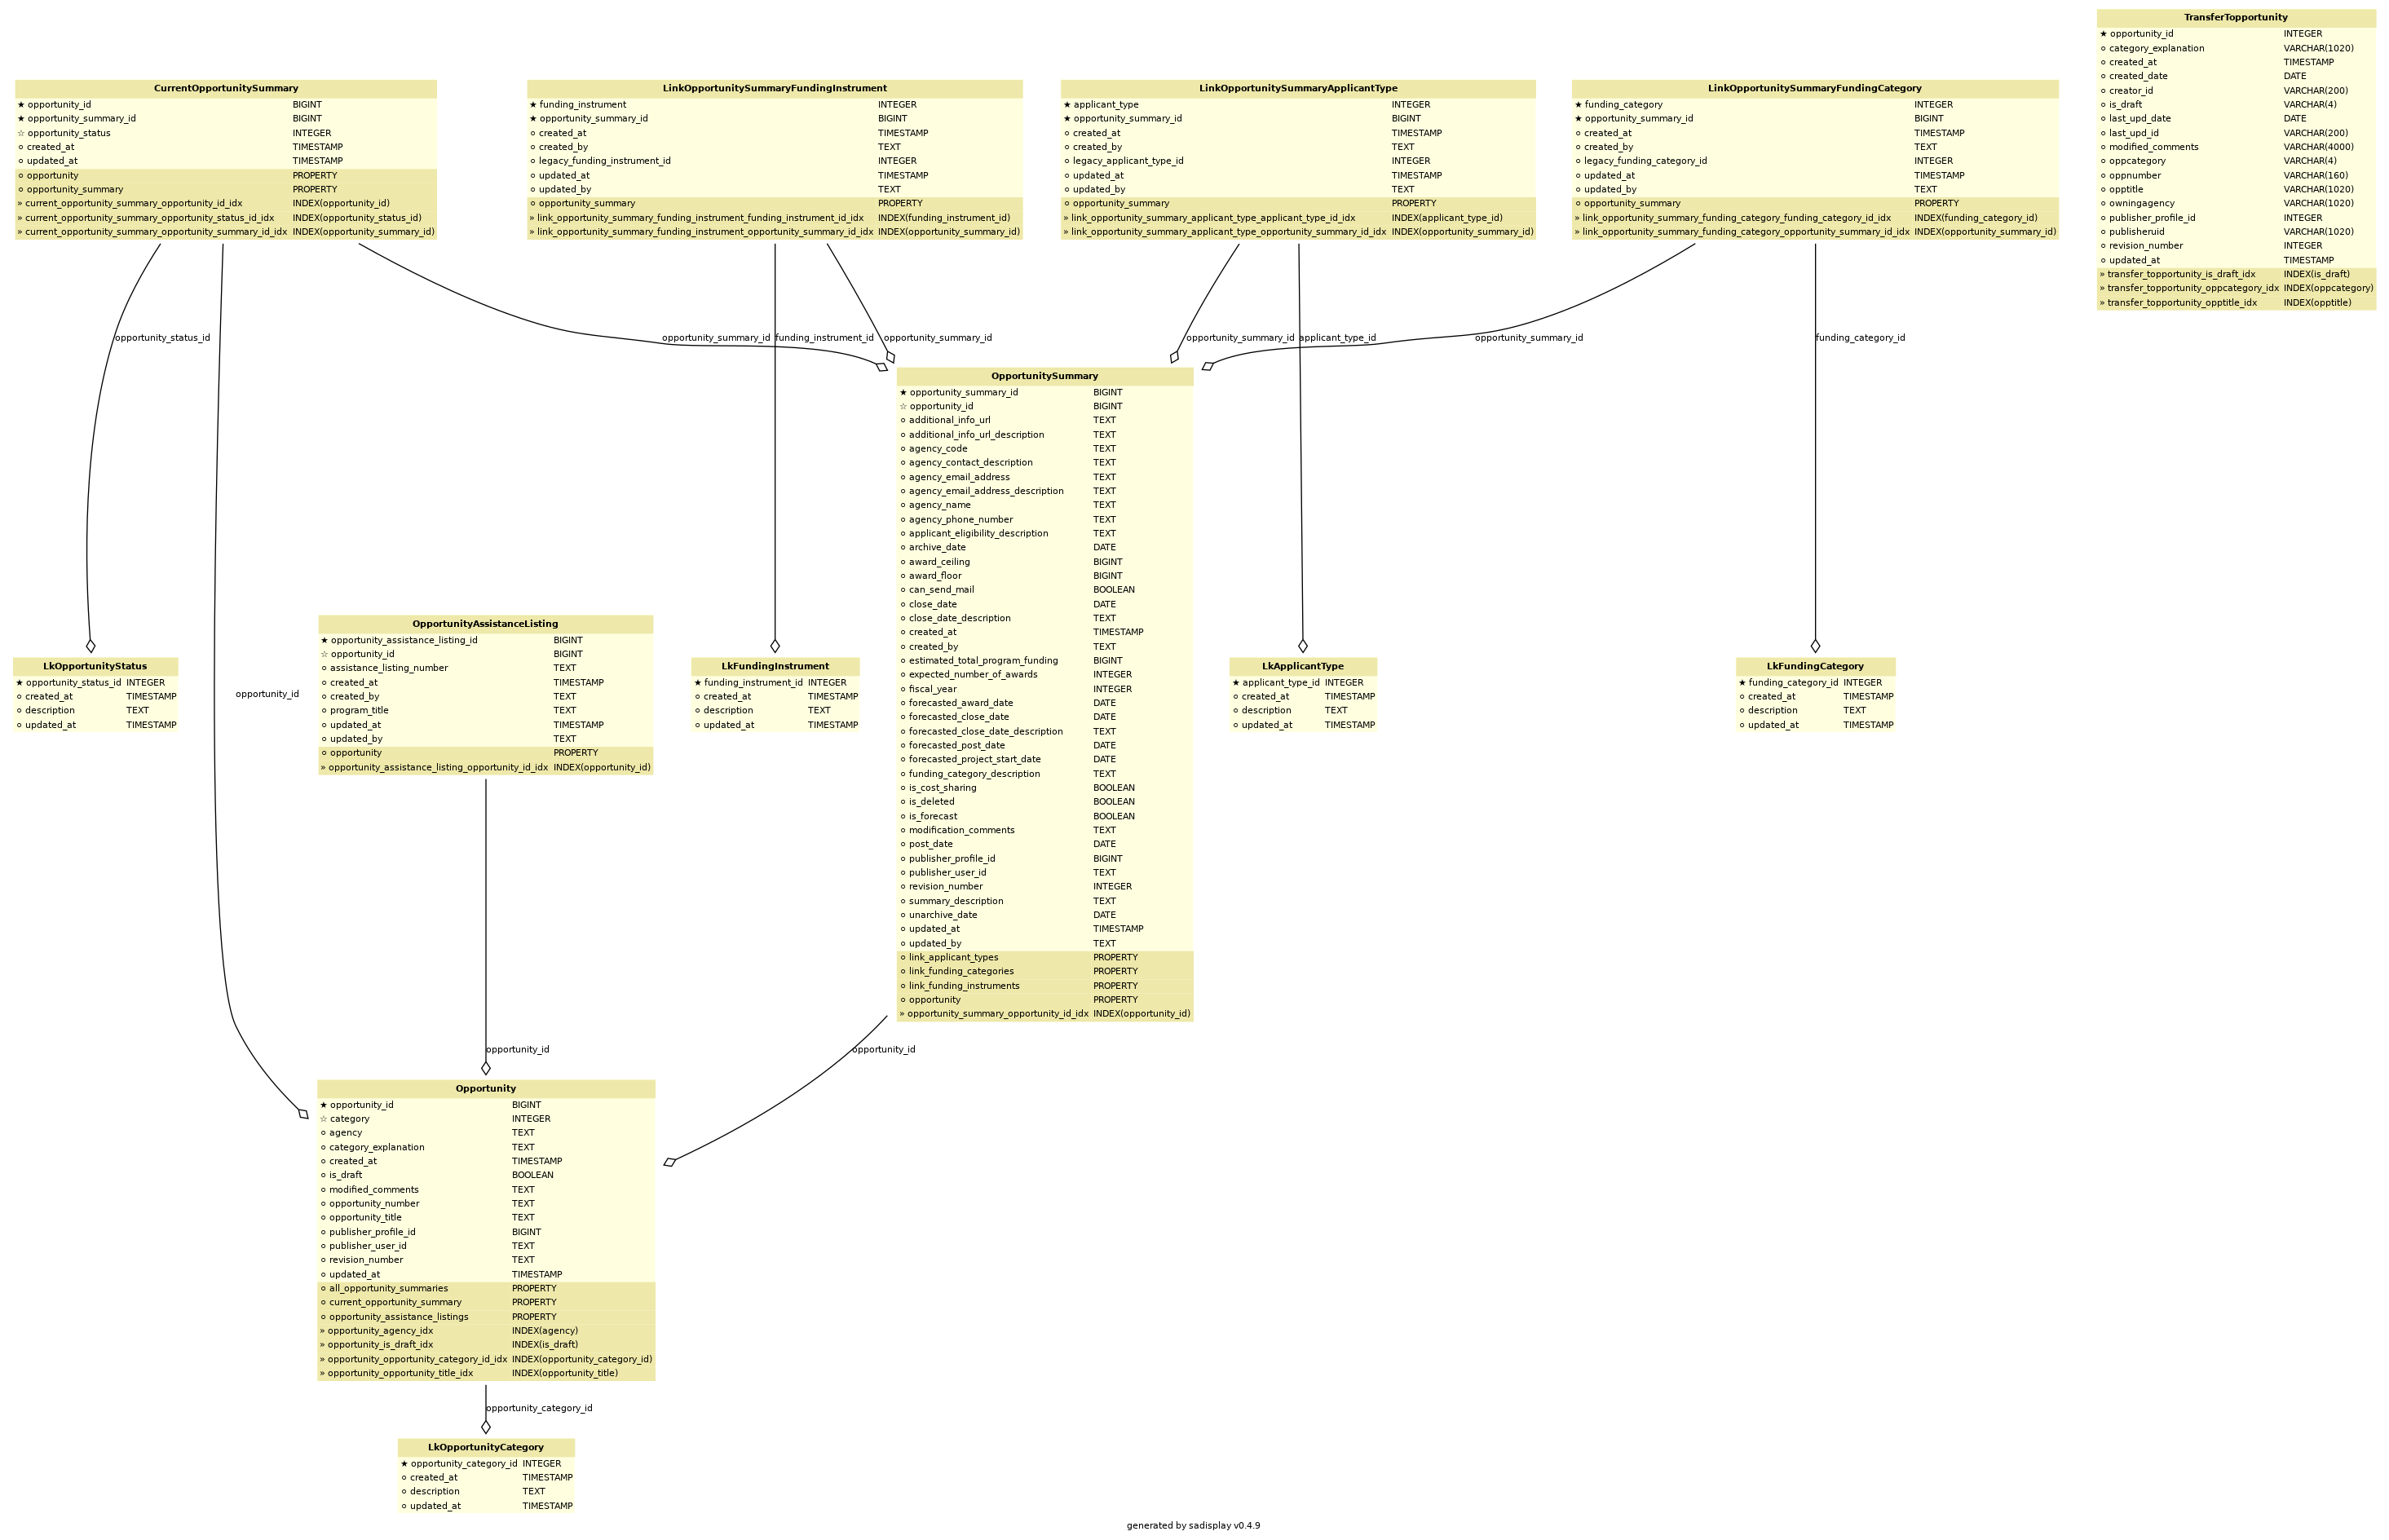 TransferTopportunity
★ opportunity_id INTEGER
⚬ category_explanation VARCHAR(1020)
⚬ created_at TIMESTAMP
⚬ created_date DATE
⚬ creator_id VARCHAR(200)
⚬ is_draft VARCHAR(4)
⚬ last_upd_date DATE
⚬ last_upd_id VARCHAR(200)
⚬ modified_comments VARCHAR(4000)
⚬ oppcategory VARCHAR(4)
⚬ oppnumber VARCHAR(160)
⚬ opptitle VARCHAR(1020)
⚬ owningagency VARCHAR(1020)
⚬ publisher_profile_id INTEGER
⚬ publisheruid VARCHAR(1020)
⚬ revision_number INTEGER
⚬ updated_at TIMESTAMP
» transfer_topportunity_is_draft_idx INDEX(is_draft)
» transfer_topportunity_oppcategory_idx INDEX(oppcategory)
» transfer_topportunity_opptitle_idx INDEX(opptitle)
CurrentOpportunitySummary
★ opportunity_id BIGINT
★ opportunity_summary_id BIGINT
☆ opportunity_status INTEGER
⚬ created_at TIMESTAMP
⚬ updated_at TIMESTAMP
⚬ opportunity PROPERTY
⚬ opportunity_summary PROPERTY
» current_opportunity_summary_opportunity_id_idx INDEX(opportunity_id)
» current_opportunity_summary_opportunity_status_id_idx INDEX(opportunity_status_id)
» current_opportunity_summary_opportunity_summary_id_idx INDEX(opportunity_summary_id)
LinkOpportunitySummaryFundingInstrument
★ funding_instrument INTEGER
★ opportunity_summary_id BIGINT
⚬ created_at TIMESTAMP
⚬ created_by TEXT
⚬ legacy_funding_instrument_id INTEGER
⚬ updated_at TIMESTAMP
⚬ updated_by TEXT
⚬ opportunity_summary PROPERTY
» link_opportunity_summary_funding_instrument_funding_instrument_id_idx INDEX(funding_instrument_id)
» link_opportunity_summary_funding_instrument_opportunity_summary_id_idx INDEX(opportunity_summary_id)
LinkOpportunitySummaryApplicantType
★ applicant_type INTEGER
★ opportunity_summary_id BIGINT
⚬ created_at TIMESTAMP
⚬ created_by TEXT
⚬ legacy_applicant_type_id INTEGER
⚬ updated_at TIMESTAMP
⚬ updated_by TEXT
⚬ opportunity_summary PROPERTY
» link_opportunity_summary_applicant_type_applicant_type_id_idx INDEX(applicant_type_id)
» link_opportunity_summary_applicant_type_opportunity_summary_id_idx INDEX(opportunity_summary_id)
LinkOpportunitySummaryFundingCategory
★ funding_category INTEGER
★ opportunity_summary_id BIGINT
⚬ created_at TIMESTAMP
⚬ created_by TEXT
⚬ legacy_funding_category_id INTEGER
⚬ updated_at TIMESTAMP
⚬ updated_by TEXT
⚬ opportunity_summary PROPERTY
» link_opportunity_summary_funding_category_funding_category_id_idx INDEX(funding_category_id)
» link_opportunity_summary_funding_category_opportunity_summary_id_idx INDEX(opportunity_summary_id)
opportunity_status_id
opportunity_summary_id
funding_instrument_id
opportunity_summary_id
opportunity_summary_id
applicant_type_id
opportunity_summary_id
funding_category_id
OpportunitySummary
★ opportunity_summary_id BIGINT
☆ opportunity_id BIGINT
⚬ additional_info_url TEXT
⚬ additional_info_url_description TEXT
⚬ agency_code TEXT
⚬ agency_contact_description TEXT
⚬ agency_email_address TEXT
⚬ agency_email_address_description TEXT
⚬ agency_name TEXT
⚬ agency_phone_number TEXT
⚬ applicant_eligibility_description TEXT
⚬ archive_date DATE
⚬ award_ceiling BIGINT
⚬ award_floor BIGINT
⚬ can_send_mail BOOLEAN
⚬ close_date DATE
⚬ close_date_description TEXT
⚬ created_at TIMESTAMP
⚬ created_by TEXT
⚬ estimated_total_program_funding BIGINT
⚬ expected_number_of_awards INTEGER
⚬ fiscal_year INTEGER
⚬ forecasted_award_date DATE
⚬ forecasted_close_date DATE
⚬ forecasted_close_date_description TEXT
⚬ forecasted_post_date DATE
⚬ forecasted_project_start_date DATE
⚬ funding_category_description TEXT
⚬ is_cost_sharing BOOLEAN
⚬ is_deleted BOOLEAN
⚬ is_forecast BOOLEAN
⚬ modification_comments TEXT
⚬ post_date DATE
⚬ publisher_profile_id BIGINT
⚬ publisher_user_id TEXT
⚬ revision_number INTEGER
⚬ summary_description TEXT
⚬ unarchive_date DATE
⚬ updated_at TIMESTAMP
⚬ updated_by TEXT
⚬ link_applicant_types PROPERTY
⚬ link_funding_categories PROPERTY
⚬ link_funding_instruments PROPERTY
⚬ opportunity PROPERTY
» opportunity_summary_opportunity_id_idx INDEX(opportunity_id)
OpportunityAssistanceListing
★ opportunity_assistance_listing_id BIGINT
☆ opportunity_id BIGINT
⚬ assistance_listing_number TEXT
⚬ created_at TIMESTAMP
⚬ created_by TEXT
⚬ program_title TEXT
⚬ updated_at TIMESTAMP
⚬ updated_by TEXT
⚬ opportunity PROPERTY
» opportunity_assistance_listing_opportunity_id_idx INDEX(opportunity_id)
LkOpportunityStatus
★ opportunity_status_id INTEGER
⚬ created_at TIMESTAMP
⚬ description TEXT
⚬ updated_at TIMESTAMP
LkFundingInstrument
★ funding_instrument_id INTEGER
⚬ created_at TIMESTAMP
⚬ description TEXT
⚬ updated_at TIMESTAMP
LkApplicantType
★ applicant_type_id INTEGER
⚬ created_at TIMESTAMP
⚬ description TEXT
⚬ updated_at TIMESTAMP
LkFundingCategory
★ funding_category_id INTEGER
⚬ created_at TIMESTAMP
⚬ description TEXT
⚬ updated_at TIMESTAMP
opportunity_id
opportunity_id
opportunity_id
Opportunity
★ opportunity_id BIGINT
☆ category INTEGER
⚬ agency TEXT
⚬ category_explanation TEXT
⚬ created_at TIMESTAMP
⚬ is_draft BOOLEAN
⚬ modified_comments TEXT
⚬ opportunity_number TEXT
⚬ opportunity_title TEXT
⚬ publisher_profile_id BIGINT
⚬ publisher_user_id TEXT
⚬ revision_number TEXT
⚬ updated_at TIMESTAMP
⚬ all_opportunity_summaries PROPERTY
⚬ current_opportunity_summary PROPERTY
⚬ opportunity_assistance_listings PROPERTY
» opportunity_agency_idx INDEX(agency)
» opportunity_is_draft_idx INDEX(is_draft)
» opportunity_opportunity_category_id_idx INDEX(opportunity_category_id)
» opportunity_opportunity_title_idx INDEX(opportunity_title)
opportunity_category_id
LkOpportunityCategory
★ opportunity_category_id INTEGER
⚬ created_at TIMESTAMP
⚬ description TEXT
⚬ updated_at TIMESTAMP
generated by sadisplay v0.4.9